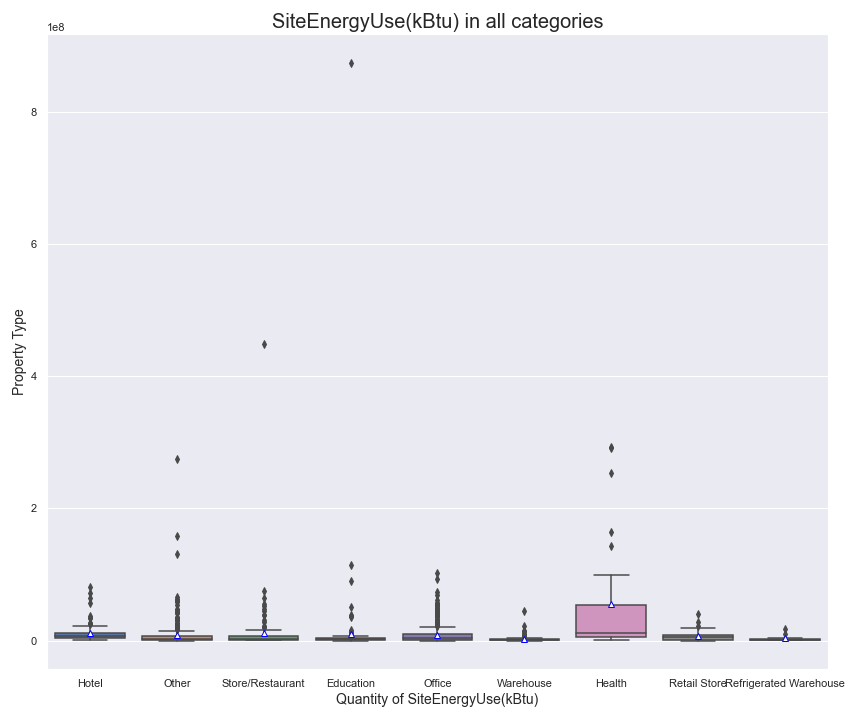 SiteEnergyUse(kBtu) in all categories
1e8
8
6
4
2
0
Property Type
Hotel Other Store/Restaurant Education Office Warehouse Health Retail Store Refrigerated Warehouse
Quantity of SiteEnergyUse(kBtu)